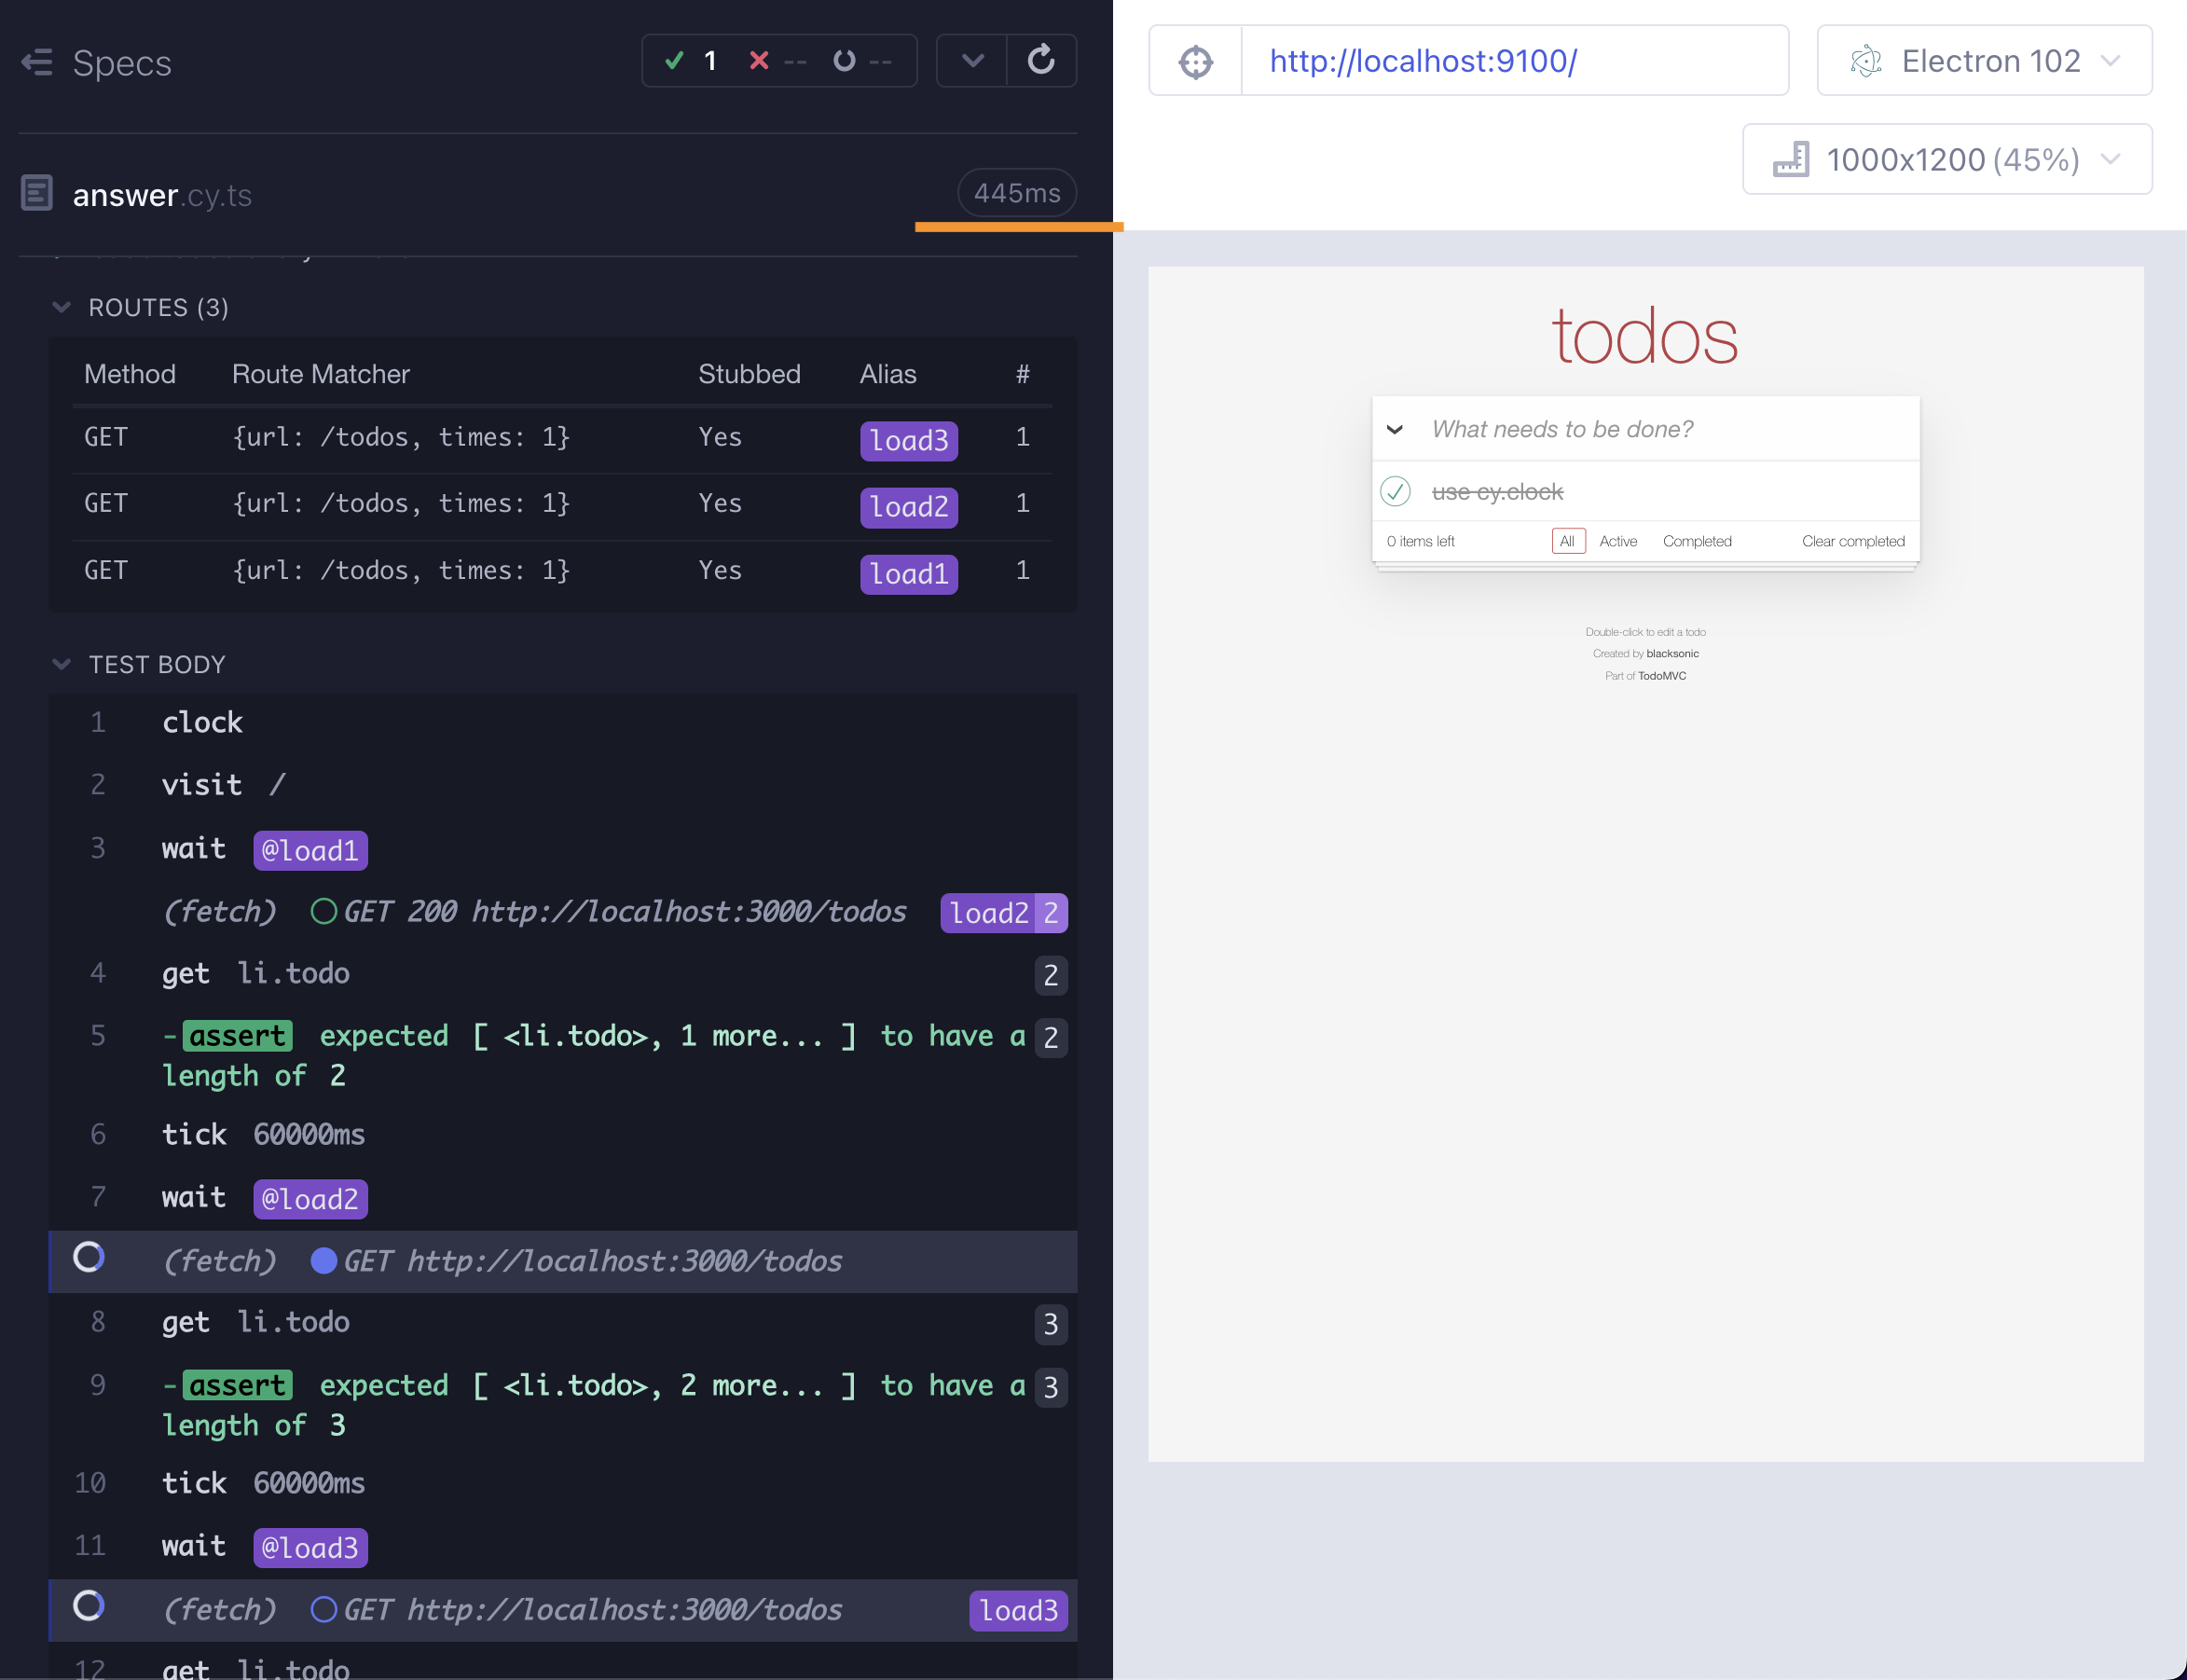 Specs
1 -- --
answer.cy.ts 445ms
ROUTES (3)
Method Route Matcher Stubbed Alias #
GET {url: /todos, times: 1} Yes load3 1
GET {url: /todos, times: 1} Yes load2 1
GET {url: /todos, times: 1} Yes load1 1
TEST BODY
1 clock
2 visit /
3 wait @load1
(fetch) GET 200 http://localhost:3000/todos load2 2
4 get li.todo 2
5 -assert expected [ <li.todo>, 1 more... ] to have a 2
length of 2
6 tick 60000ms
7 wait @load2
(fetch) GET http://localhost:3000/todos
8 get li.todo 3
9 -assert expected [ <li.todo>, 2 more... ] to have a 3
length of 3
10 tick 60000ms
11 wait @load3
(fetch) GET http://localhost:3000/todos load3
12 get li.todo
http://localhost:9100/ Electron 102
1000x1200 (45%)
todos
What needs to be done?
use cy.clock
0 items left All Active Completed Clear completed
Double-click to edit a todo
Created by blacksonic
Part of TodoMVC